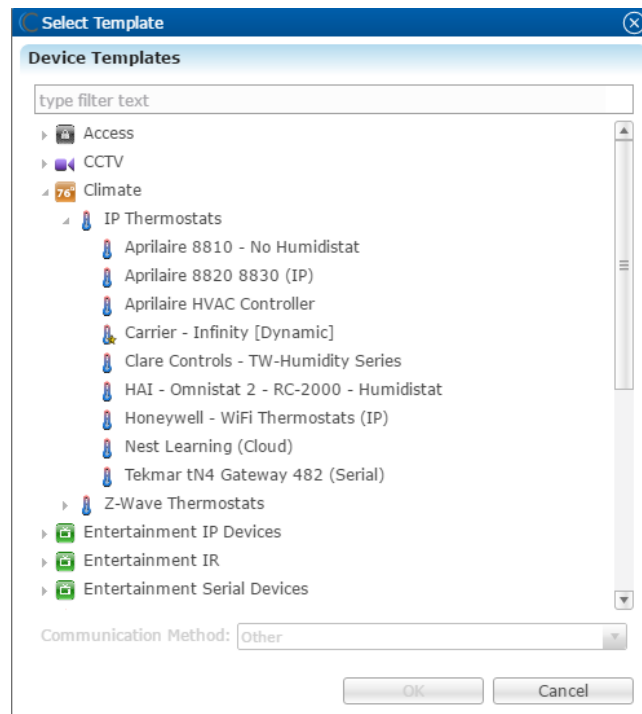 Select Template
Device Templates
type filter text
Access
CCTV
76° Climate
IP Thermostats
Aprilaire 8810 - No Humidistat
Aprilaire 8820 8830 (IP)
Aprilaire HVAC Controller
Carrier - Infinity [Dynamic]
Clare Controls - TW-Humidity Series
HAI - Omnistat 2 - RC-2000 - Humidistat
Honeywell - WiFi Thermostats (IP)
Nest Learning (Cloud)
Tekmar tN4 Gateway 482 (Serial)
Z-Wave Thermostats
Entertainment IP Devices
Entertainment IR
Entertainment Serial Devices
Communication Method: Other
OK Cancel